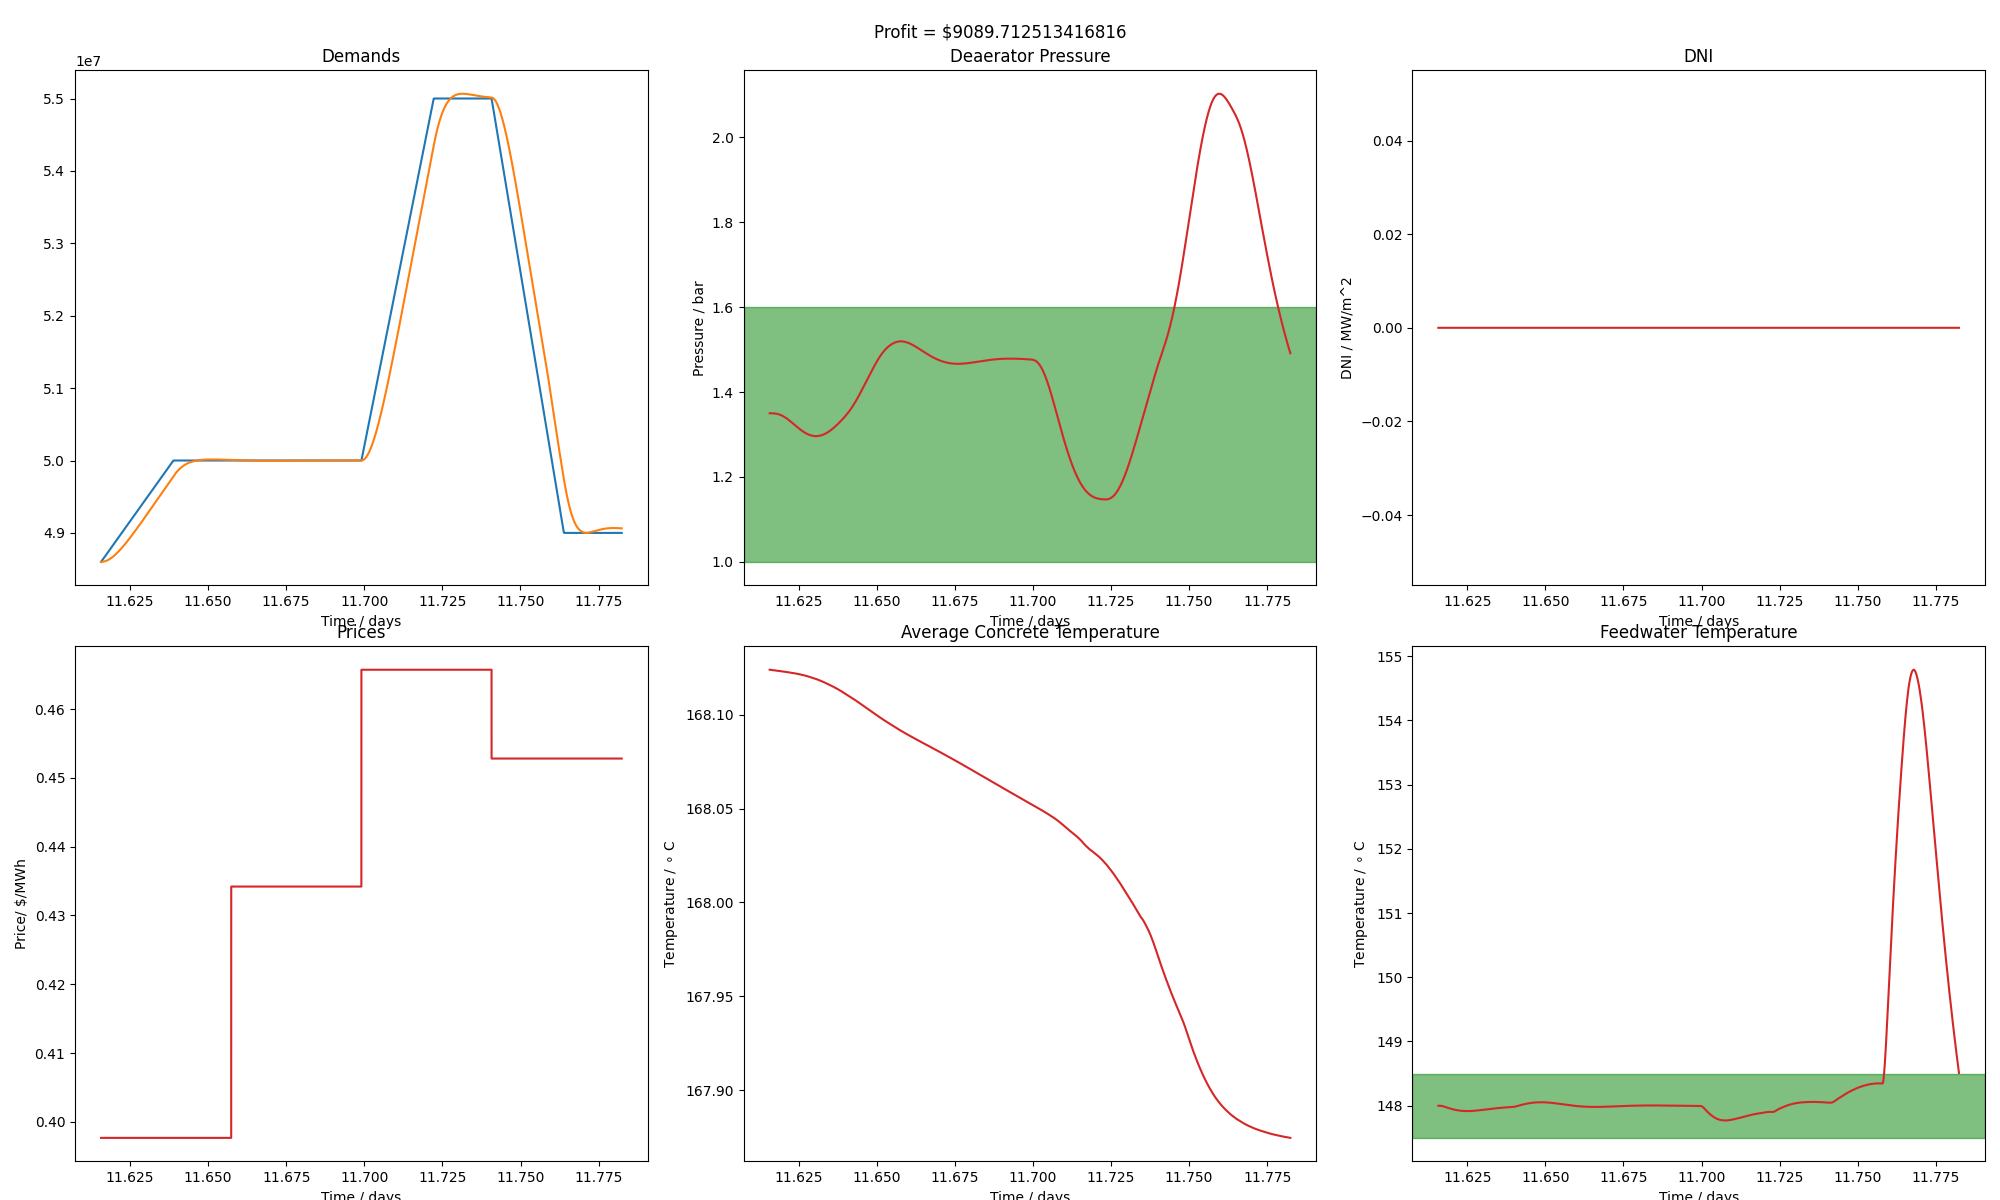 Profit = $9089.712513416816
Demands
1e7
5.5
5.4
5.3
5.2
5.1
5.0
4.9
11.625 11.650 11.675 11.700 11.725 11.750 11.775
Time / days
Deaerator Pressure
Pressure / bar
2.0
1.8
1.6
1.4
1.2
1.0
11.625 11.650 11.675 11.700 11.725 11.750 11.775
Time / days
DNI
DNI / MW/m^2
0.04
0.02
0.00
−0.02
−0.04
11.625 11.650 11.675 11.700 11.725 11.750 11.775
Time / days
Prices
Price/ $/MWh
0.46
0.45
0.44
0.43
0.42
0.41
0.40
11.625 11.650 11.675 11.700 11.725 11.750 11.775
Time / days
Average Concrete Temperature
Temperature / ∘ C
168.10
168.05
168.00
167.95
167.90
11.625 11.650 11.675 11.700 11.725 11.750 11.775
Time / days
Feedwater Temperature
Temperature / ∘ C
155
154
153
152
151
150
149
148
11.625 11.650 11.675 11.700 11.725 11.750 11.775
Time / days